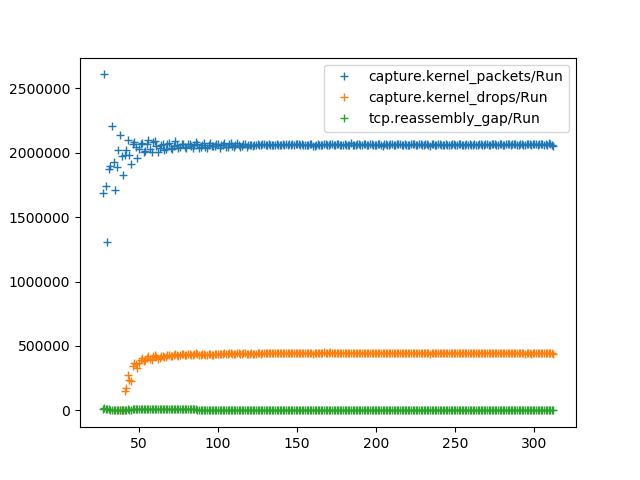 capture.kernel_packets/Run
capture.kernel_drops/Run
tcp.reassembly_gap/Run
2500000
2000000
1500000
1000000
500000
0
50 100 150 200 250 300